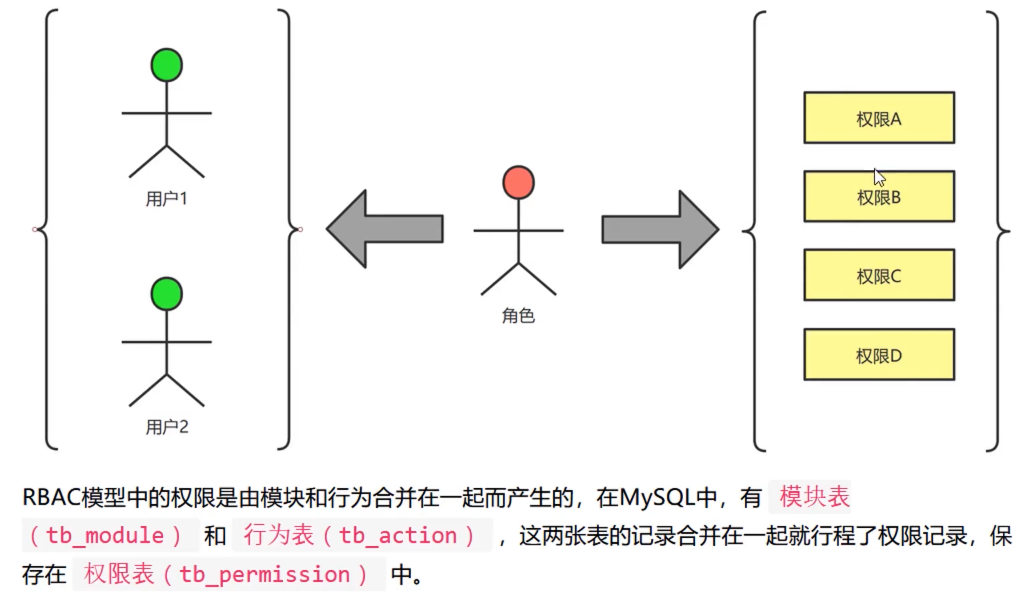 用户1
用户2
角色
权限A
权限B
权限C
权限D
RBAC模型中的权限是由模块和行为合并在一起而产生的，在MySQL中，有 模块表
（tb_module） 和 行为表（tb_action） ，这两张表的记录合并在一起就行程了权限记录，保
存在 权限表（tb_permission） 中。